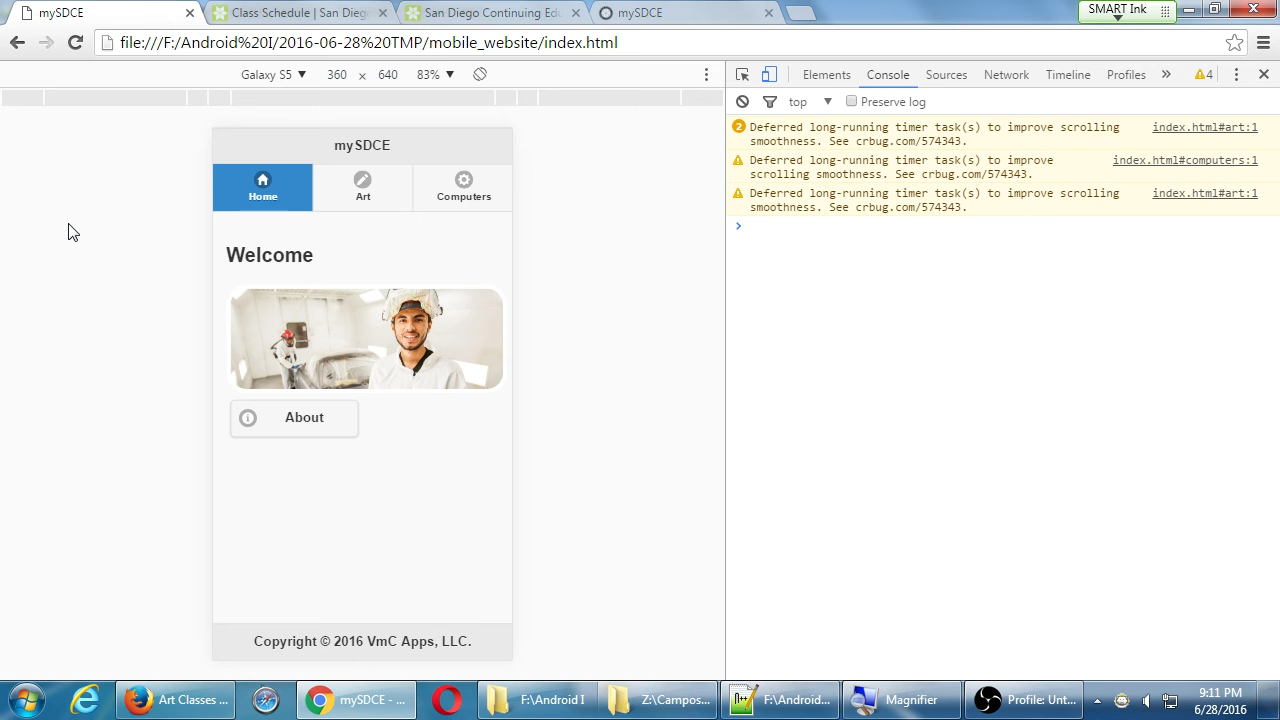 mySDCE
Class Schedule | San Dieg
San Diego Continuing Edu
mySDCE
SMART Ink
file:///F:/Android%20I/2016-06-28%20TMP/mobile_website/index.html
Galaxy S5 ▼ 360 × 640 83% ▼
Elements Console Sources Network Timeline Profiles » 4
top ▼ Preserve log
mySDCE
Home Art Computers
Welcome
About
Copyright © 2016 VmC Apps, LLC.
2 Deferred long-running timer task(s) to improve scrolling index.html#art:1
smoothness. See crbug.com/574343.
Deferred long-running timer task(s) to improve index.html#computers:1
scrolling smoothness. See crbug.com/574343.
Deferred long-running timer task(s) to improve scrolling index.html#art:1
smoothness. See crbug.com/574343.
>
Art Classes ...
mySDCE - ...
F:\Android I
Z:\Campos...
F:\Android...
Magnifier
Profile: Unt...
9:11 PM
6/28/2016